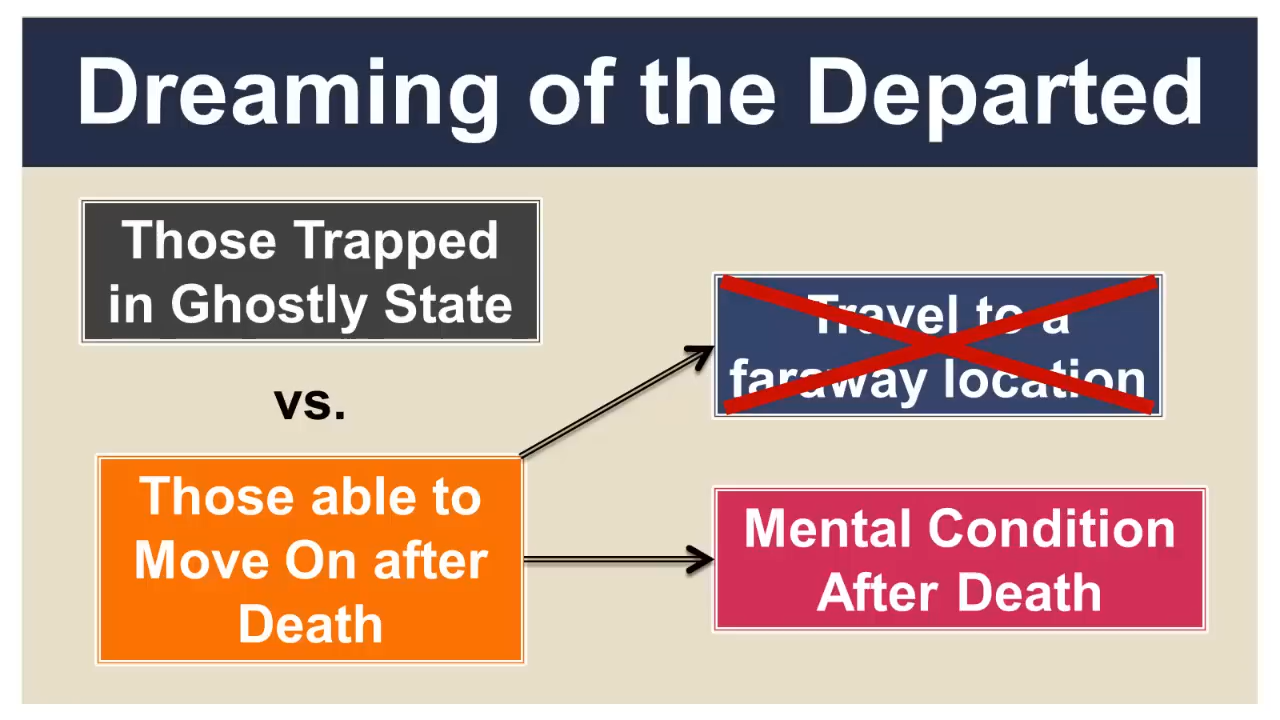 Dreaming of the Departed
Those Trapped
in Ghostly State
vs.
Those able to
Move On after
Death
Travel to a
faraway location
Mental Condition
After Death